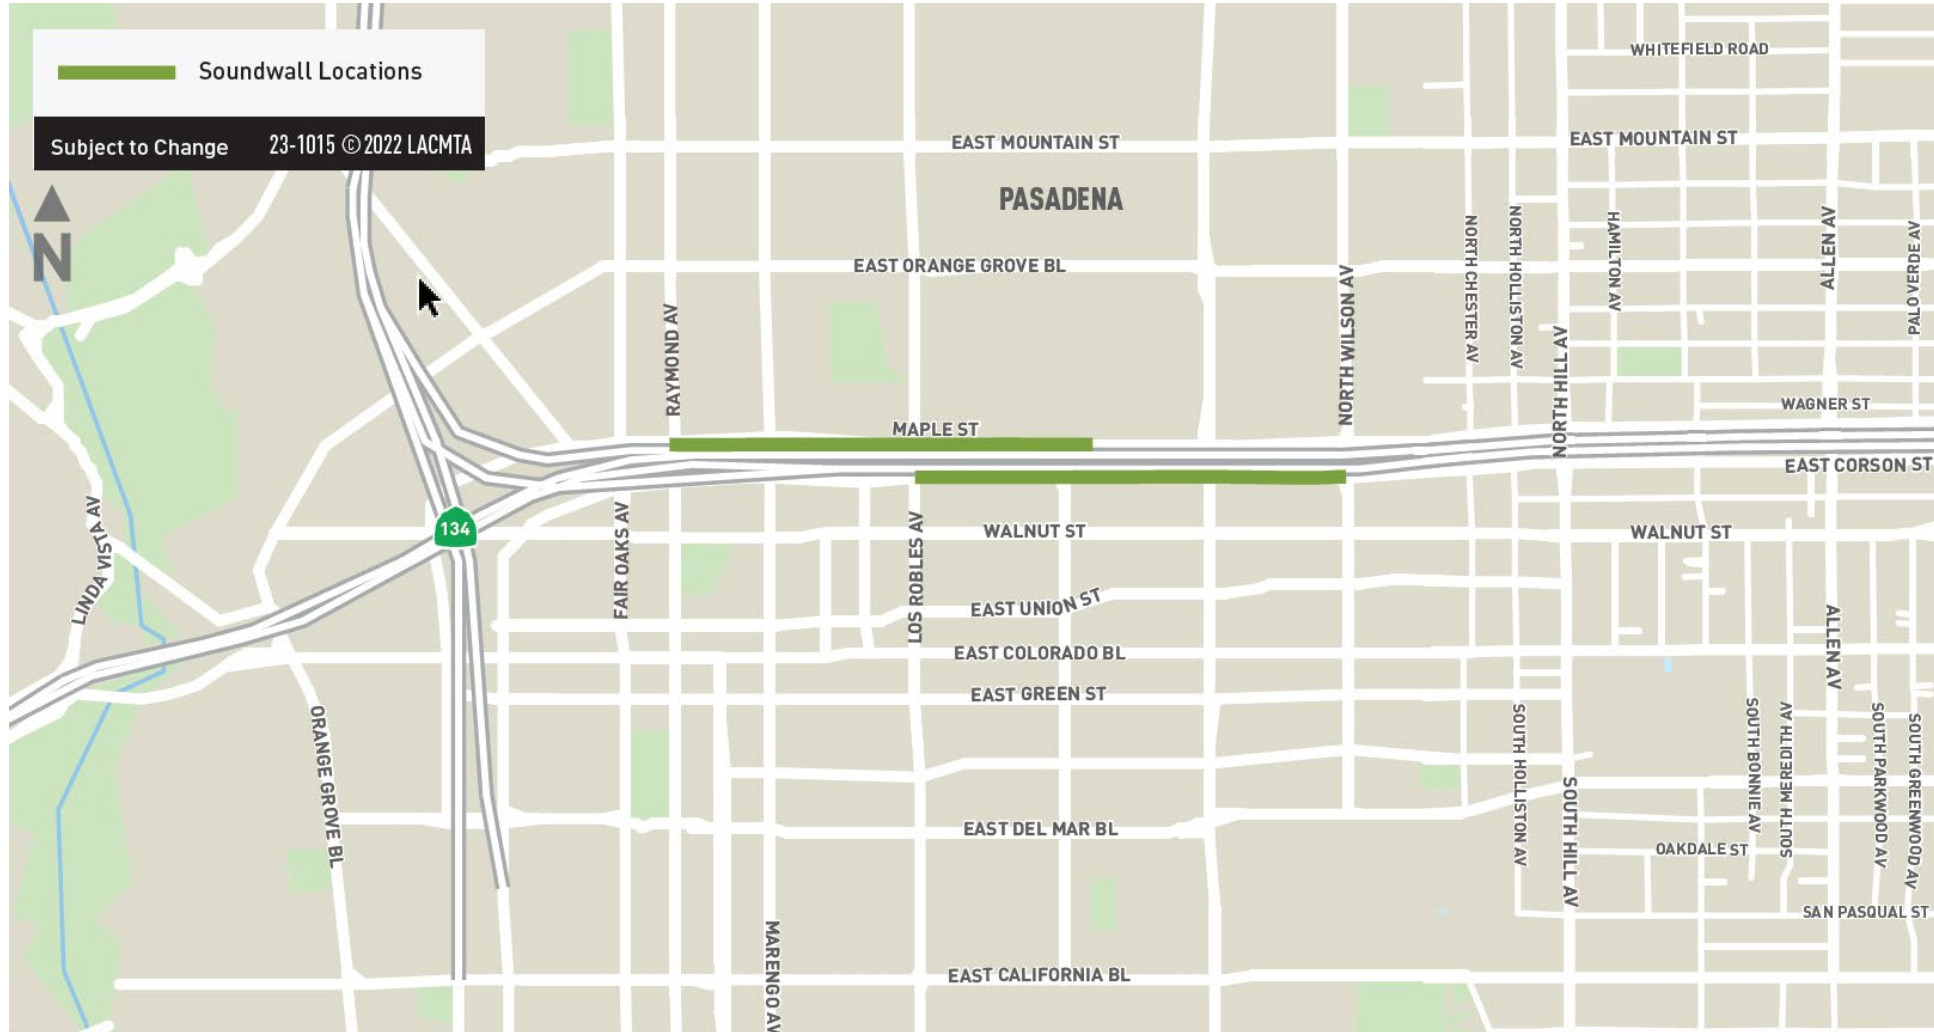 Soundwall Locations
Subject to Change 23-1015 © 2022 LACMTA
N
WHITEFIELD ROAD
EAST MOUNTAIN ST
EAST MOUNTAIN ST
PASADENA
EAST ORANGE GROVE BL
RAYMOND AV
NORTH WILSON AV
NORTH CHESTER AV
NORTH HOLLISTON AV
NORTH HILL AV
HAMILTON AV
ALLEN AV
PALO VERDE AV
WAGNER ST
MAPLE ST
EAST CORSON ST
134
LINDA VISTA AV
FAIR OAKS AV
LOS ROBLES AV
WALNUT ST
WALNUT ST
EAST UNION ST
EAST COLORADO BL
EAST GREEN ST
ALLEN AV
ORANGE GROVE BL
SOUTH HOLLISTON AV
SOUTH HILL AV
SOUTH BONNIE AV
SOUTH MEREDITH AV
SOUTH PARKWOOD AV
SOUTH GREENWOOD AV
EAST DEL MAR BL
OAKDALE ST
SAN PASQUAL ST
MARENGO AV
EAST CALIFORNIA BL